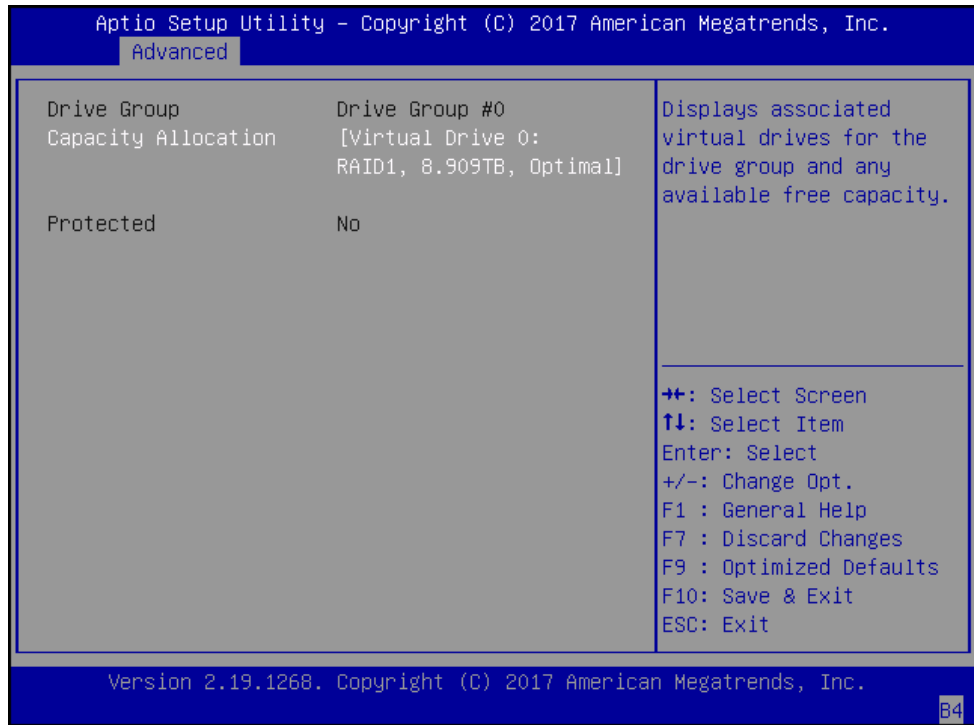 Aptio Setup Utility – Copyright (C) 2017 American Megatrends, Inc.
Advanced
Drive Group Drive Group #0
Capacity Allocation [Virtual Drive 0:
RAID1, 8.909TB, Optimal]
Protected No
Displays associated
virtual drives for the
drive group and any
available free capacity.
→←: Select Screen
↑↓: Select Item
Enter: Select
+/-: Change Opt.
F1 : General Help
F7 : Discard Changes
F9 : Optimized Defaults
F10: Save & Exit
ESC: Exit
Version 2.19.1268. Copyright (C) 2017 American Megatrends, Inc.
B4